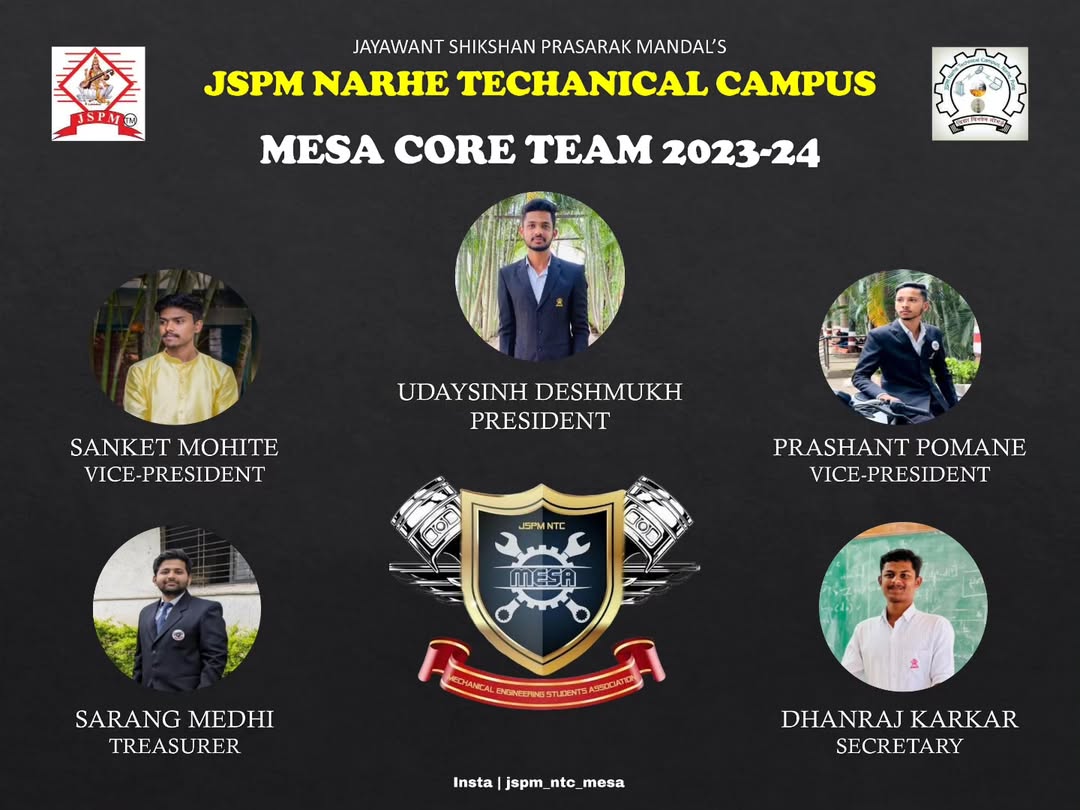 JAYAWANT SHIKSHAN PRASARAK MANDAL'S
JSPM NARHE TECHANICAL CAMPUS
MESA CORE TEAM 2023-24
JSPM
TM
UDAYSINH DESHMUKH
PRESIDENT
SANKET MOHITE
VICE-PRESIDENT
PRASHANT POMANE
VICE-PRESIDENT
JSPM NTC
MESA
MECHANICAL ENGINEERING STUDENTS ASSOCIATION
SARANG MEDHI
TREASURER
DHANRAJ KARKAR
SECRETARY
Insta | jspm_ntc_mesa